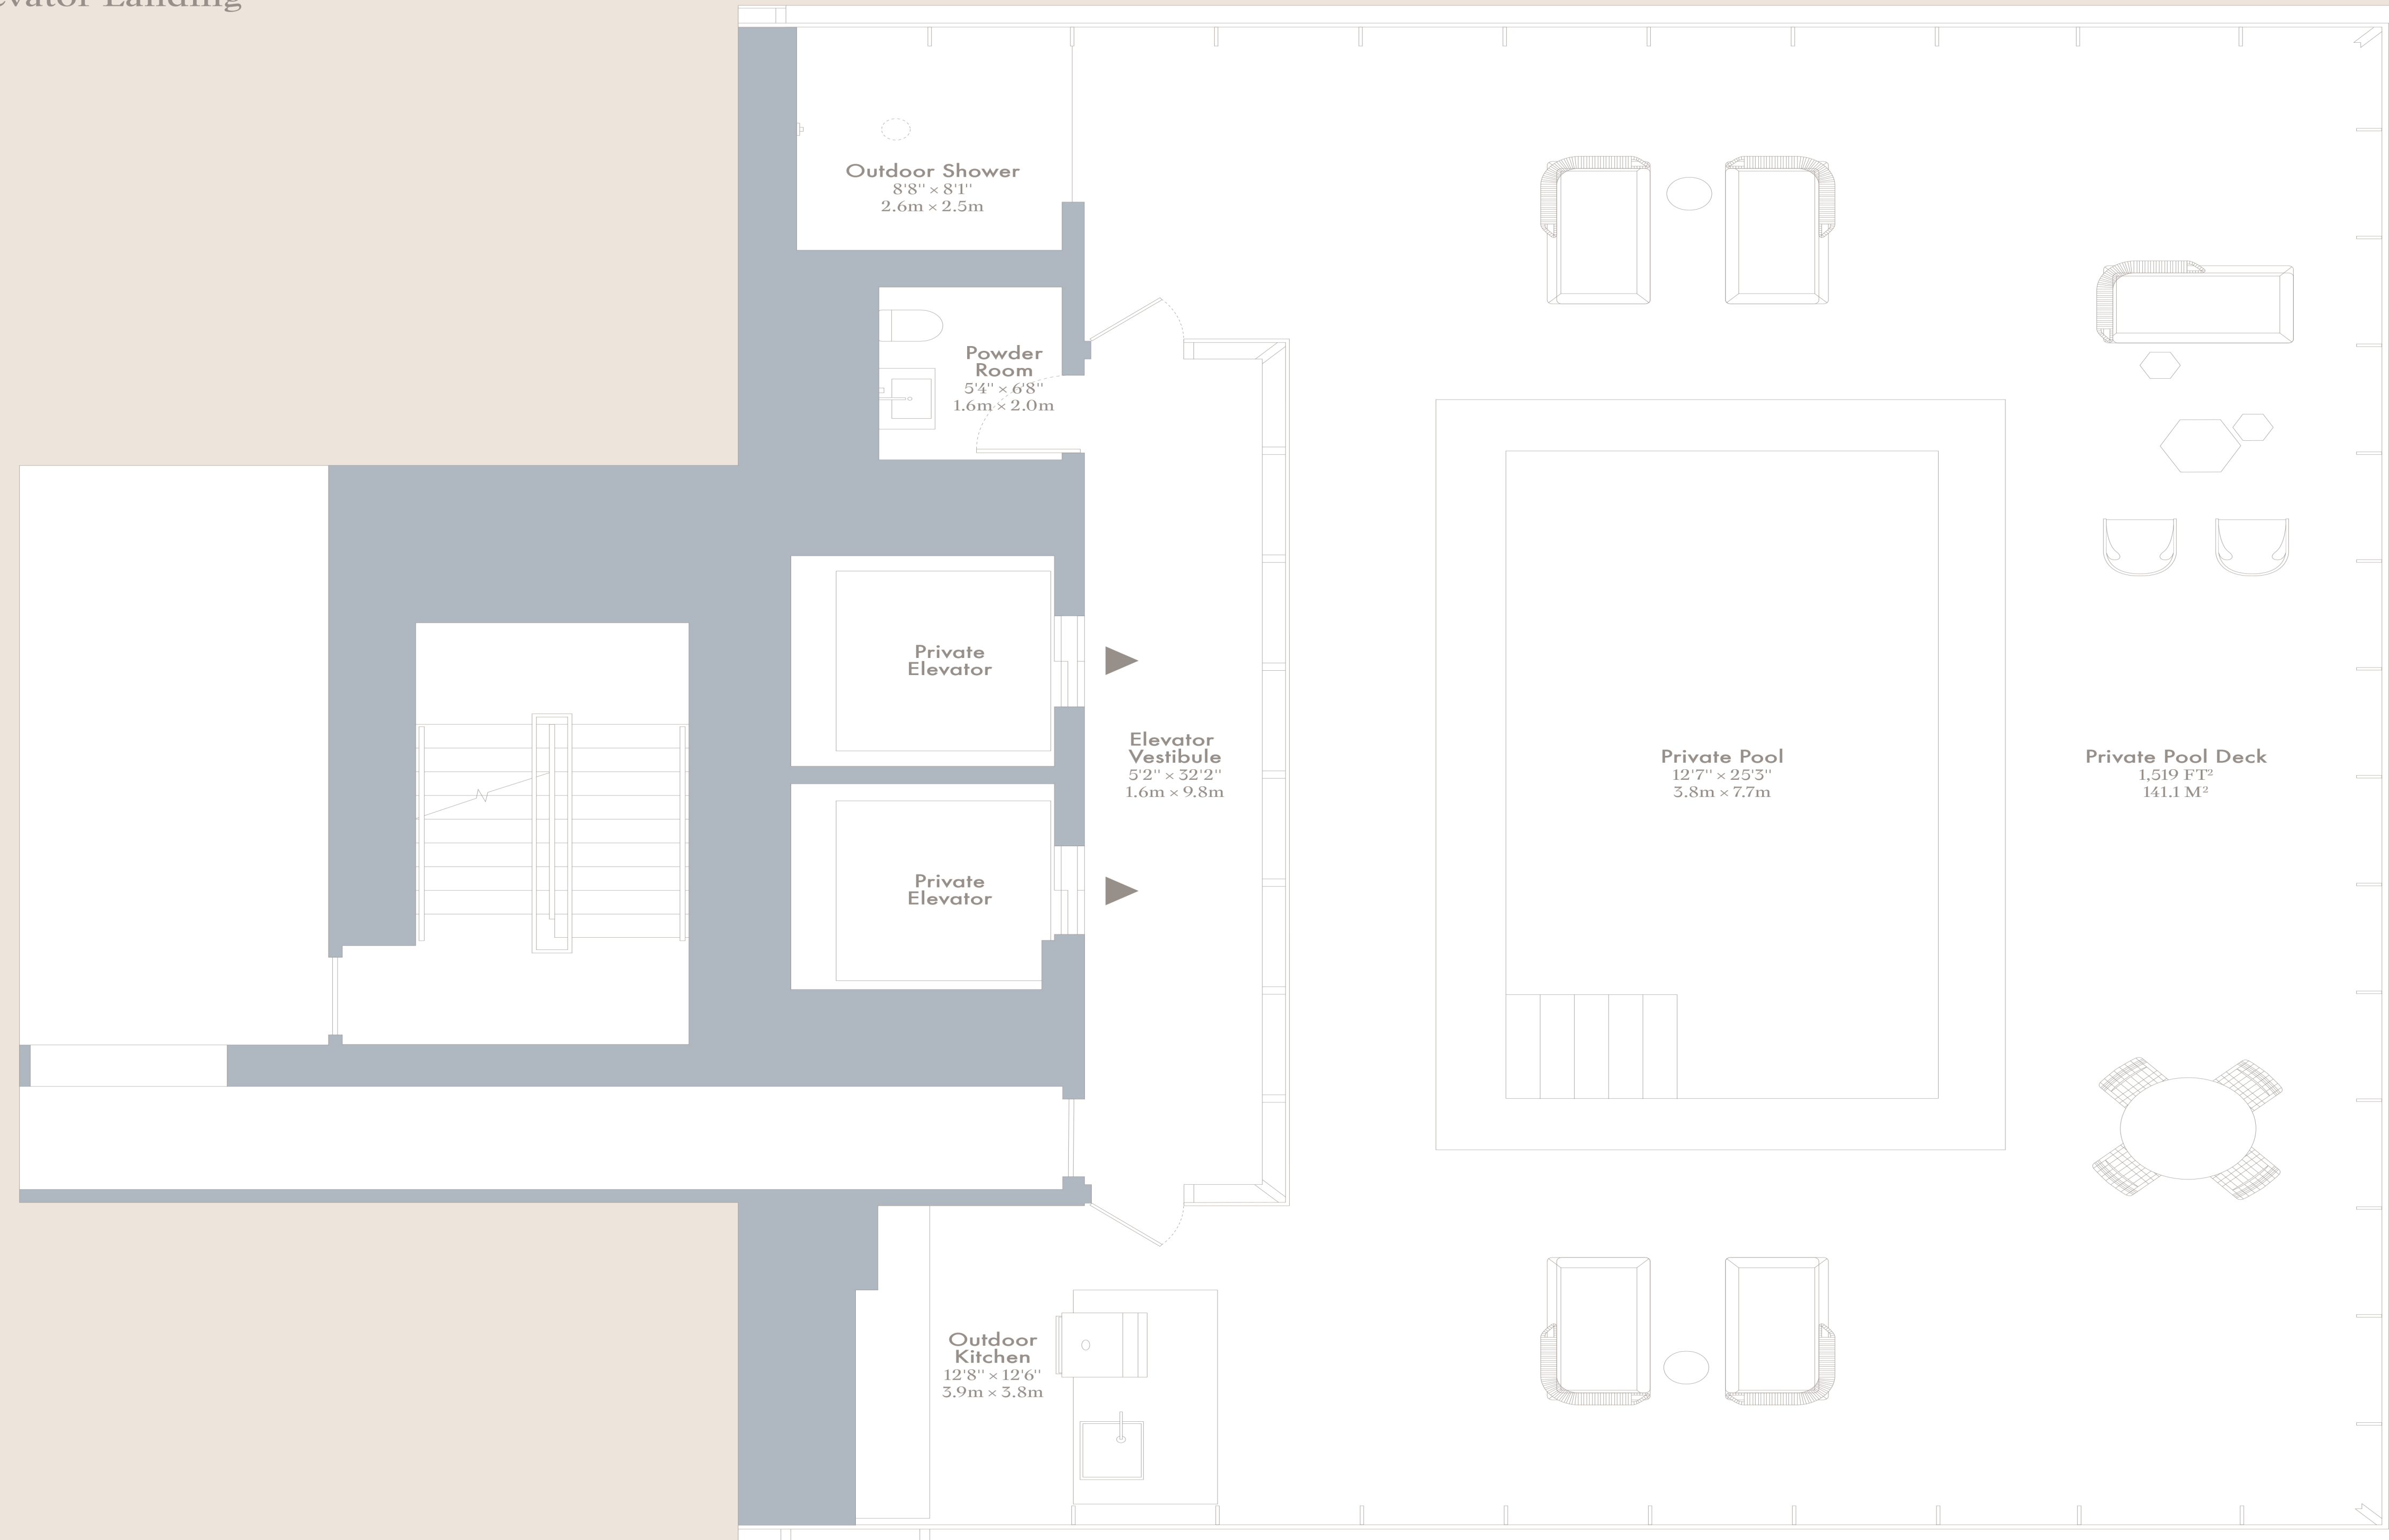 Landing
Outdoor Shower
8'8" × 8'1"
2.6m × 2.5m
Powder
Room
5'4" × 6'8"
1.6m × 2.0m
Private
Elevator
Elevator
Vestibule
5'2" × 32'2"
1.6m × 9.8m
Private Pool
12'7" × 25'3"
3.8m × 7.7m
Private Pool Deck
1,519 FT²
141.1 M²
Private
Elevator
Outdoor
Kitchen
12'8" × 12'6"
3.9m × 3.8m